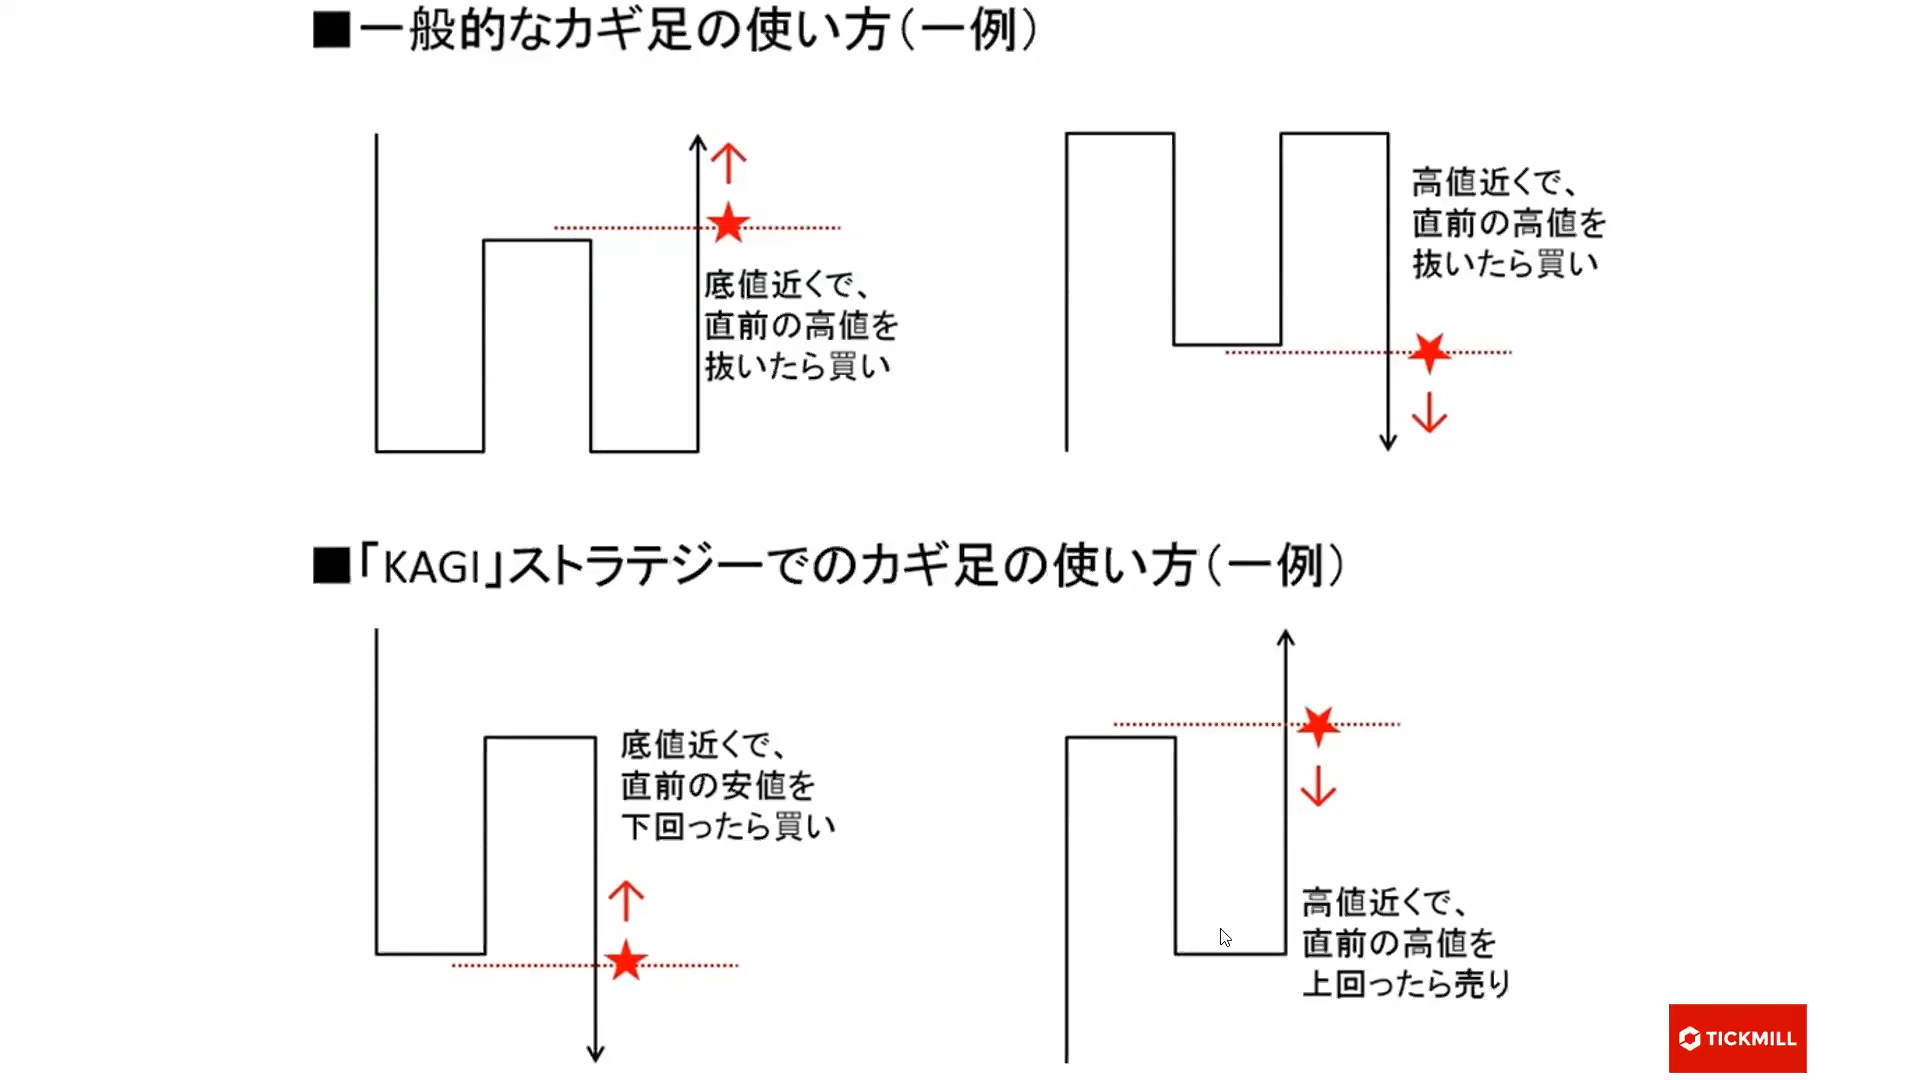 ■一般的なカギ足の使い方（一例）
底値近くで、
直前の高値を
抜いたら買い
高値近くで、
直前の高値を
抜いたら買い
■「KAGI」ストラテジーでのカギ足の使い方（一例）
底値近くで、
直前の安値を
下回ったら買い
高値近くで、
直前の高値を
上回ったら売り
TICKMILL